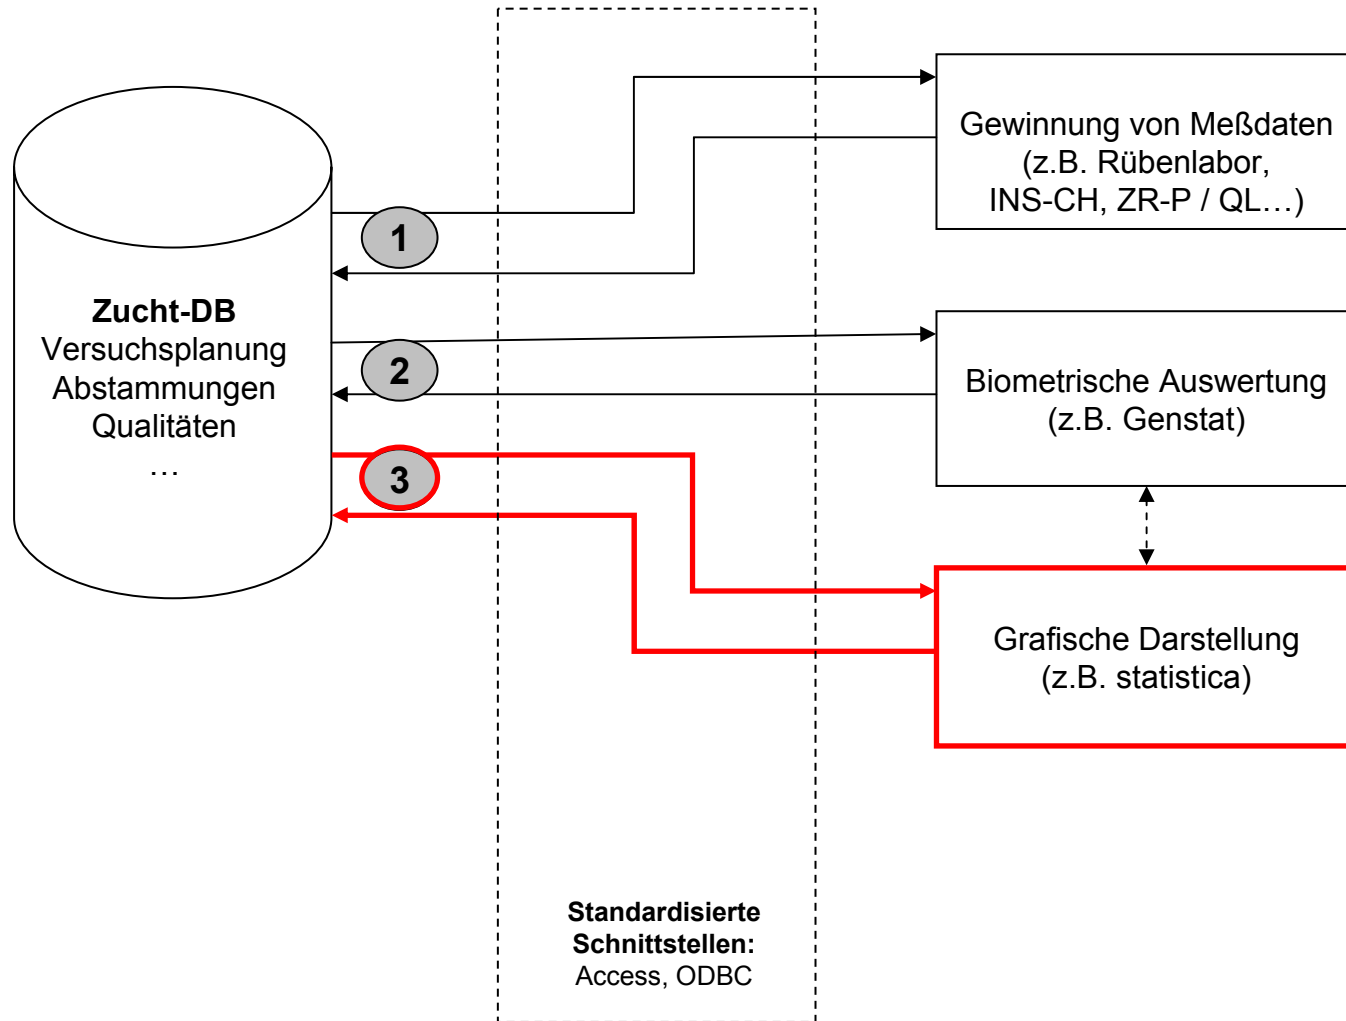 Gewinnung von Meßdaten
(z.B. Rübenlabor,
INS-CH, ZR-P / QL…)
1
Zucht-DB
Versuchsplanung
Abstammungen
Qualitäten
…
2
Biometrische Auswertung
(z.B. Genstat)
3
Grafische Darstellung
(z.B. statistica)
Standardisierte
Schnittstellen:
Access, ODBC